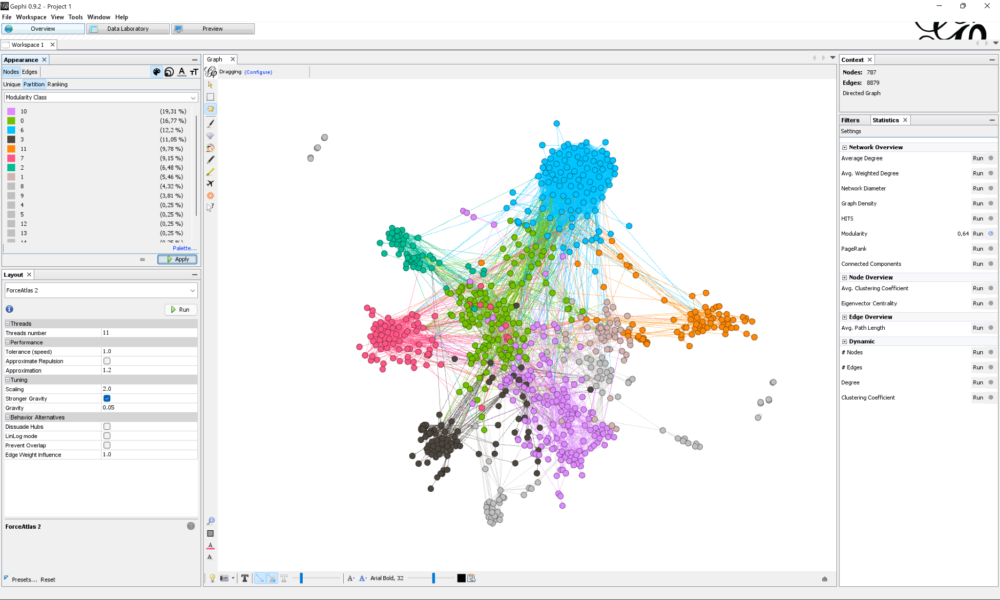 Gephi 0.9.2 - Project 1
File Workspace View Tools Window Help
Overview Data Laboratory Preview
Workspace 1
Appearance
Nodes Edges
Unique Partition Ranking
Modularity Class
10 (19,31 %)
0 (16,77 %)
6 (12,2 %)
3 (11,05 %)
11 (9,78 %)
7 (9,15 %)
2 (6,48 %)
1 (5,46 %)
8 (4,32 %)
9 (3,81 %)
4 (0,25 %)
5 (0,25 %)
12 (0,25 %)
13 (0,25 %)
14 (0,25 %)
Palette...
Apply
Layout
ForceAtlas 2
Run
Threads
Threads number 11
Performance
Tolerance (speed) 1.0
Approximate Repulsion
Approximation 1.2
Tuning
Scaling 2.0
Stronger Gravity
Gravity 0.05
Behavior Alternatives
Dissuade Hubs
LinLog mode
Prevent Overlap
Edge Weight Influence 1.0
ForceAtlas 2
Presets... Reset
Graph
Dragging (Configure)
Arial Bold, 32
Context
Nodes: 787
Edges: 8879
Directed Graph
Filters Statistics
Settings
Network Overview
Average Degree Run
Avg. Weighted Degree Run
Network Diameter Run
Graph Density Run
HITS Run
Modularity 0,64 Run
PageRank Run
Connected Components Run
Node Overview
Avg. Clustering Coefficient Run
Eigenvector Centrality Run
Edge Overview
Avg. Path Length Run
Dynamic
# Nodes Run
# Edges Run
Degree Run
Clustering Coefficient Run